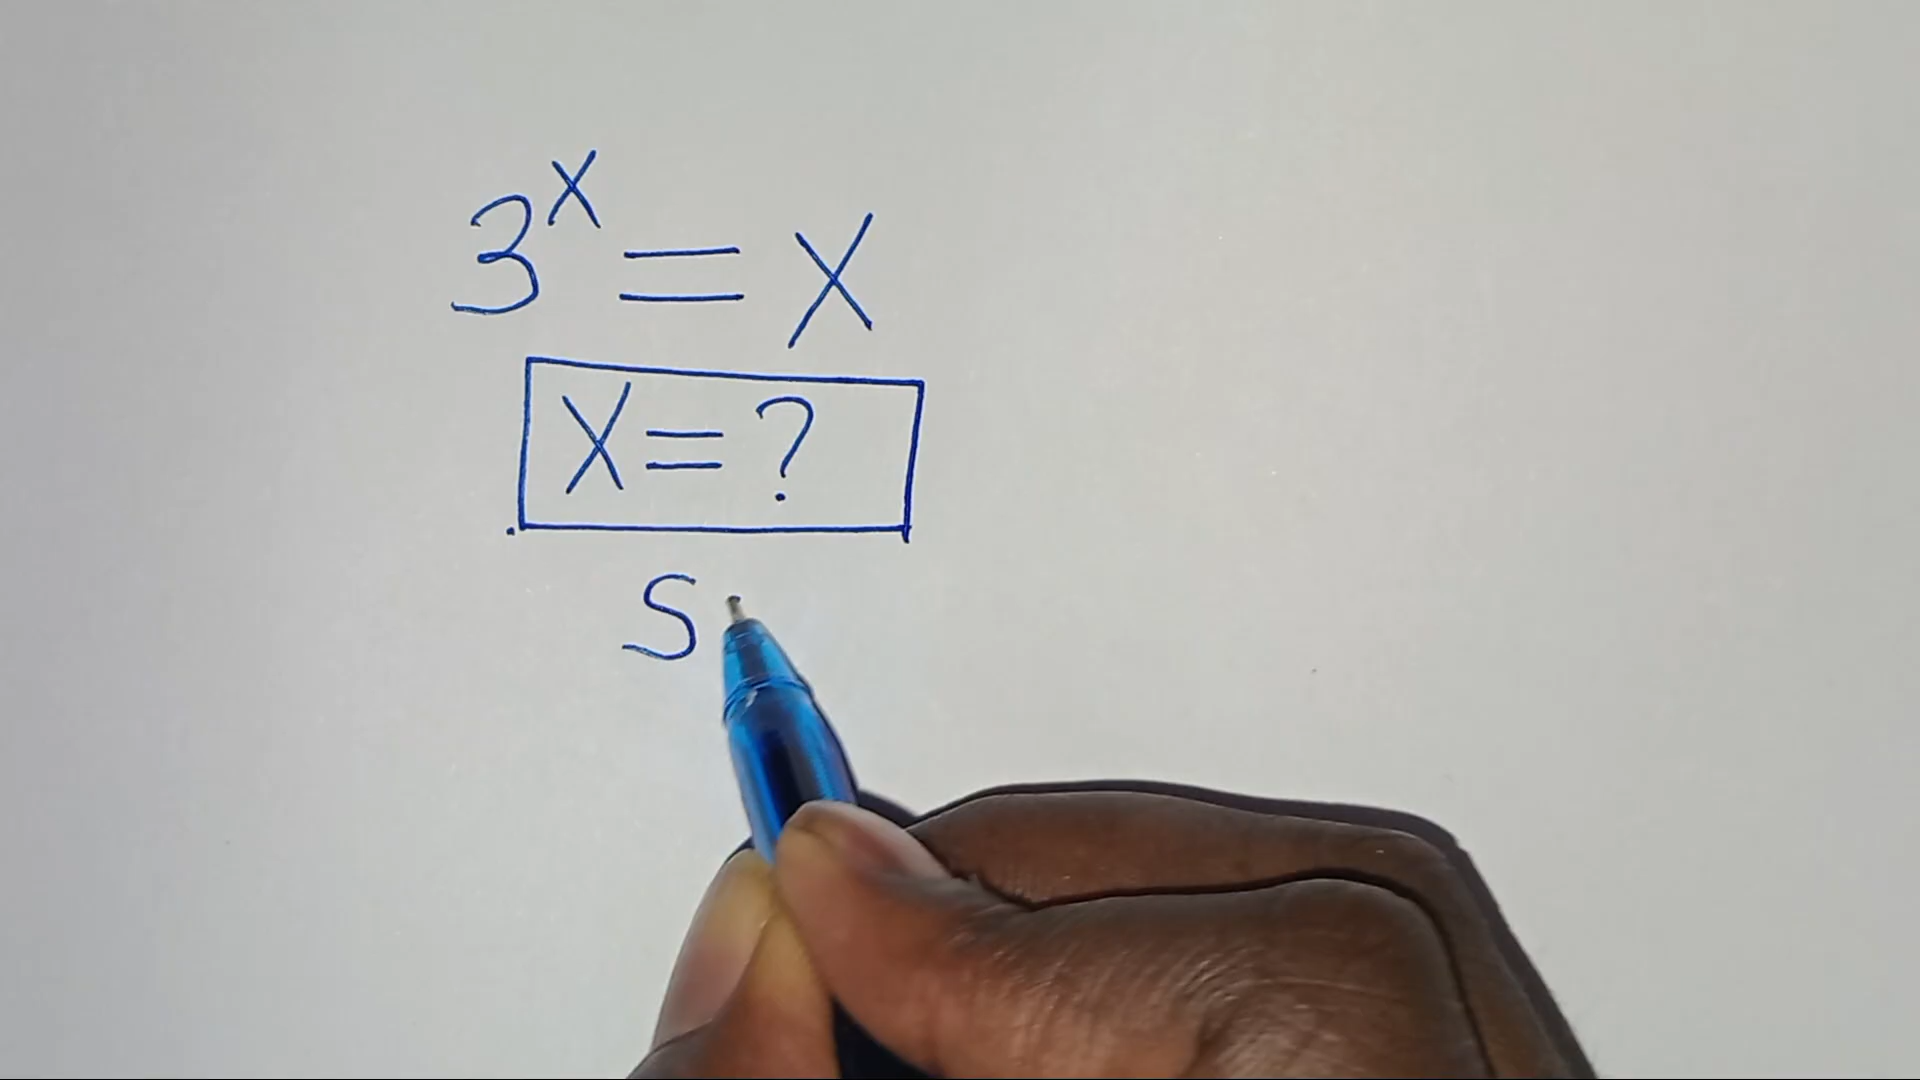 3^x = X
X = ?
S